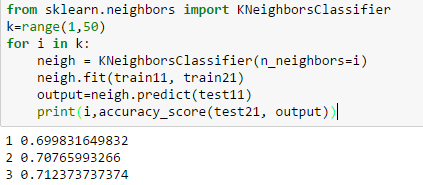 from sklearn.neighbors import KNeighborsClassifier
k=range(1,50)
for i in k:
    neigh = KNeighborsClassifier(n_neighbors=i)
    neigh.fit(train11, train21)
    output=neigh.predict(test11)
    print(i,accuracy_score(test21, output))
1 0.699831649832
2 0.70765993266
3 0.712373737374